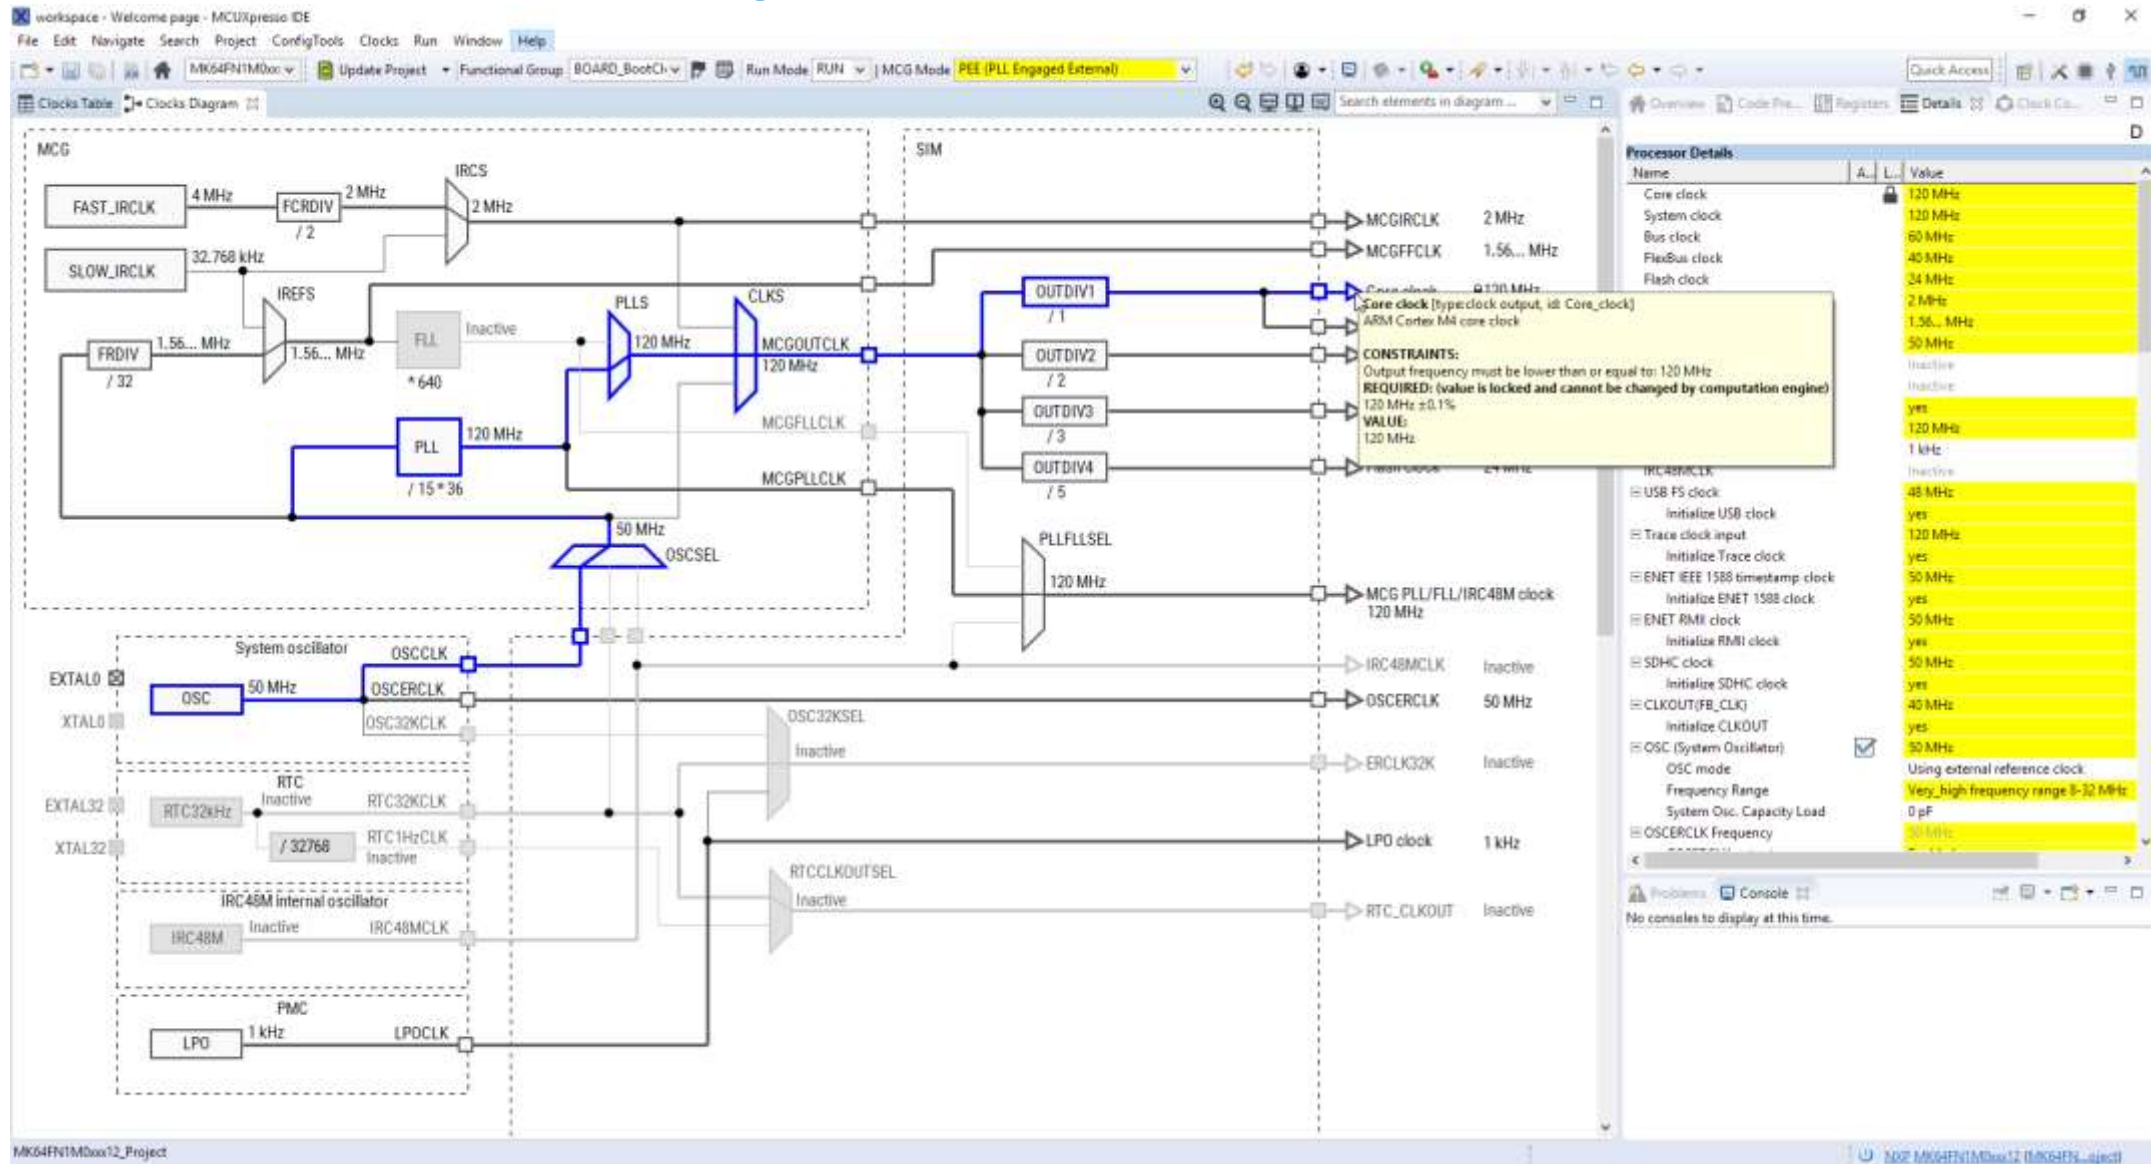 workspace - Welcome page - MCUXpresso IDE
File Edit Navigate Search Project ConfigTools Clocks Run Window Help
MK64FN1M0xx Update Project Functional Group BOARD_BootCl Run Mode RUN | MCG Mode PEE (PLL Engaged External) Quick Access
Clocks Table Clocks Diagram Search elements in diagram ... Overview Code Pre... Registers Details Clock Co...
D
MCG
SIM
IRCS
FAST_IRCLK 4 MHz FCRDIV 2 MHz 2 MHz
/ 2
MCGIRCLK 2 MHz
SLOW_IRCLK 32.768 kHz
MCGFFCLK 1.56... MHz
IREFS PLLS CLKS
OUTDIV1 Core clock 120 MHz
/ 1
FRDIV 1.56... MHz 1.56... MHz
/ 32
FLL Inactive
* 640
120 MHz MCGOUTCLK
120 MHz
OUTDIV2
/ 2
MCGFLLCLK
OUTDIV3
/ 3
PLL 120 MHz
/ 15 * 36
MCGPLLCLK
OUTDIV4 Flash clock 24 MHz
/ 5
50 MHz
OSCSEL
PLLFLLSEL
120 MHz
MCG PLL/FLL/IRC48M clock
120 MHz
Core clock [type:clock output, id: Core_clock]
ARM Cortex M4 core clock
CONSTRAINTS:
Output frequency must be lower than or equal to: 120 MHz
REQUIRED: (value is locked and cannot be changed by computation engine)
120 MHz ±0.1%
VALUE:
120 MHz
System oscillator
OSCCLK
IRC48MCLK Inactive
EXTAL0
OSC 50 MHz OSCERCLK
OSCERCLK 50 MHz
XTAL0
OSC32KCLK
OSC32KSEL
Inactive
ERCLK32K Inactive
RTC
Inactive
EXTAL32
RTC32kHz RTC32KCLK
XTAL32
/ 32768 RTC1HzCLK
Inactive
LPO clock 1 kHz
RTCCLKOUTSEL
Inactive
RTC_CLKOUT Inactive
IRC48M internal oscillator
IRC48M Inactive IRC48MCLK
PMC
LPO 1 kHz LPOCLK
Processor Details
Name A... L... Value
Core clock 120 MHz
System clock 120 MHz
Bus clock 60 MHz
FlexBus clock 40 MHz
Flash clock 24 MHz
2 MHz
1.56... MHz
50 MHz
Inactive
Inactive
yes
120 MHz
1 kHz
IRC48MCLK Inactive
USB FS clock 48 MHz
Initialize USB clock yes
Trace clock input 120 MHz
Initialize Trace clock yes
ENET IEEE 1588 timestamp clock 50 MHz
Initialize ENET 1588 clock yes
ENET RMII clock 50 MHz
Initialize RMII clock yes
SDHC clock 50 MHz
Initialize SDHC clock yes
CLKOUT(FB_CLK) 40 MHz
Initialize CLKOUT yes
OSC (System Oscillator) 50 MHz
OSC mode Using external reference clock
Frequency Range Very_high frequency range 8-32 MHz
System Osc. Capacity Load 0 pF
OSCERCLK Frequency 50 MHz
Problems Console
No consoles to display at this time.
MK64FN1M0xxx12_Project
NXP MK64FN1M0xxx12 (MK64FN...oject)